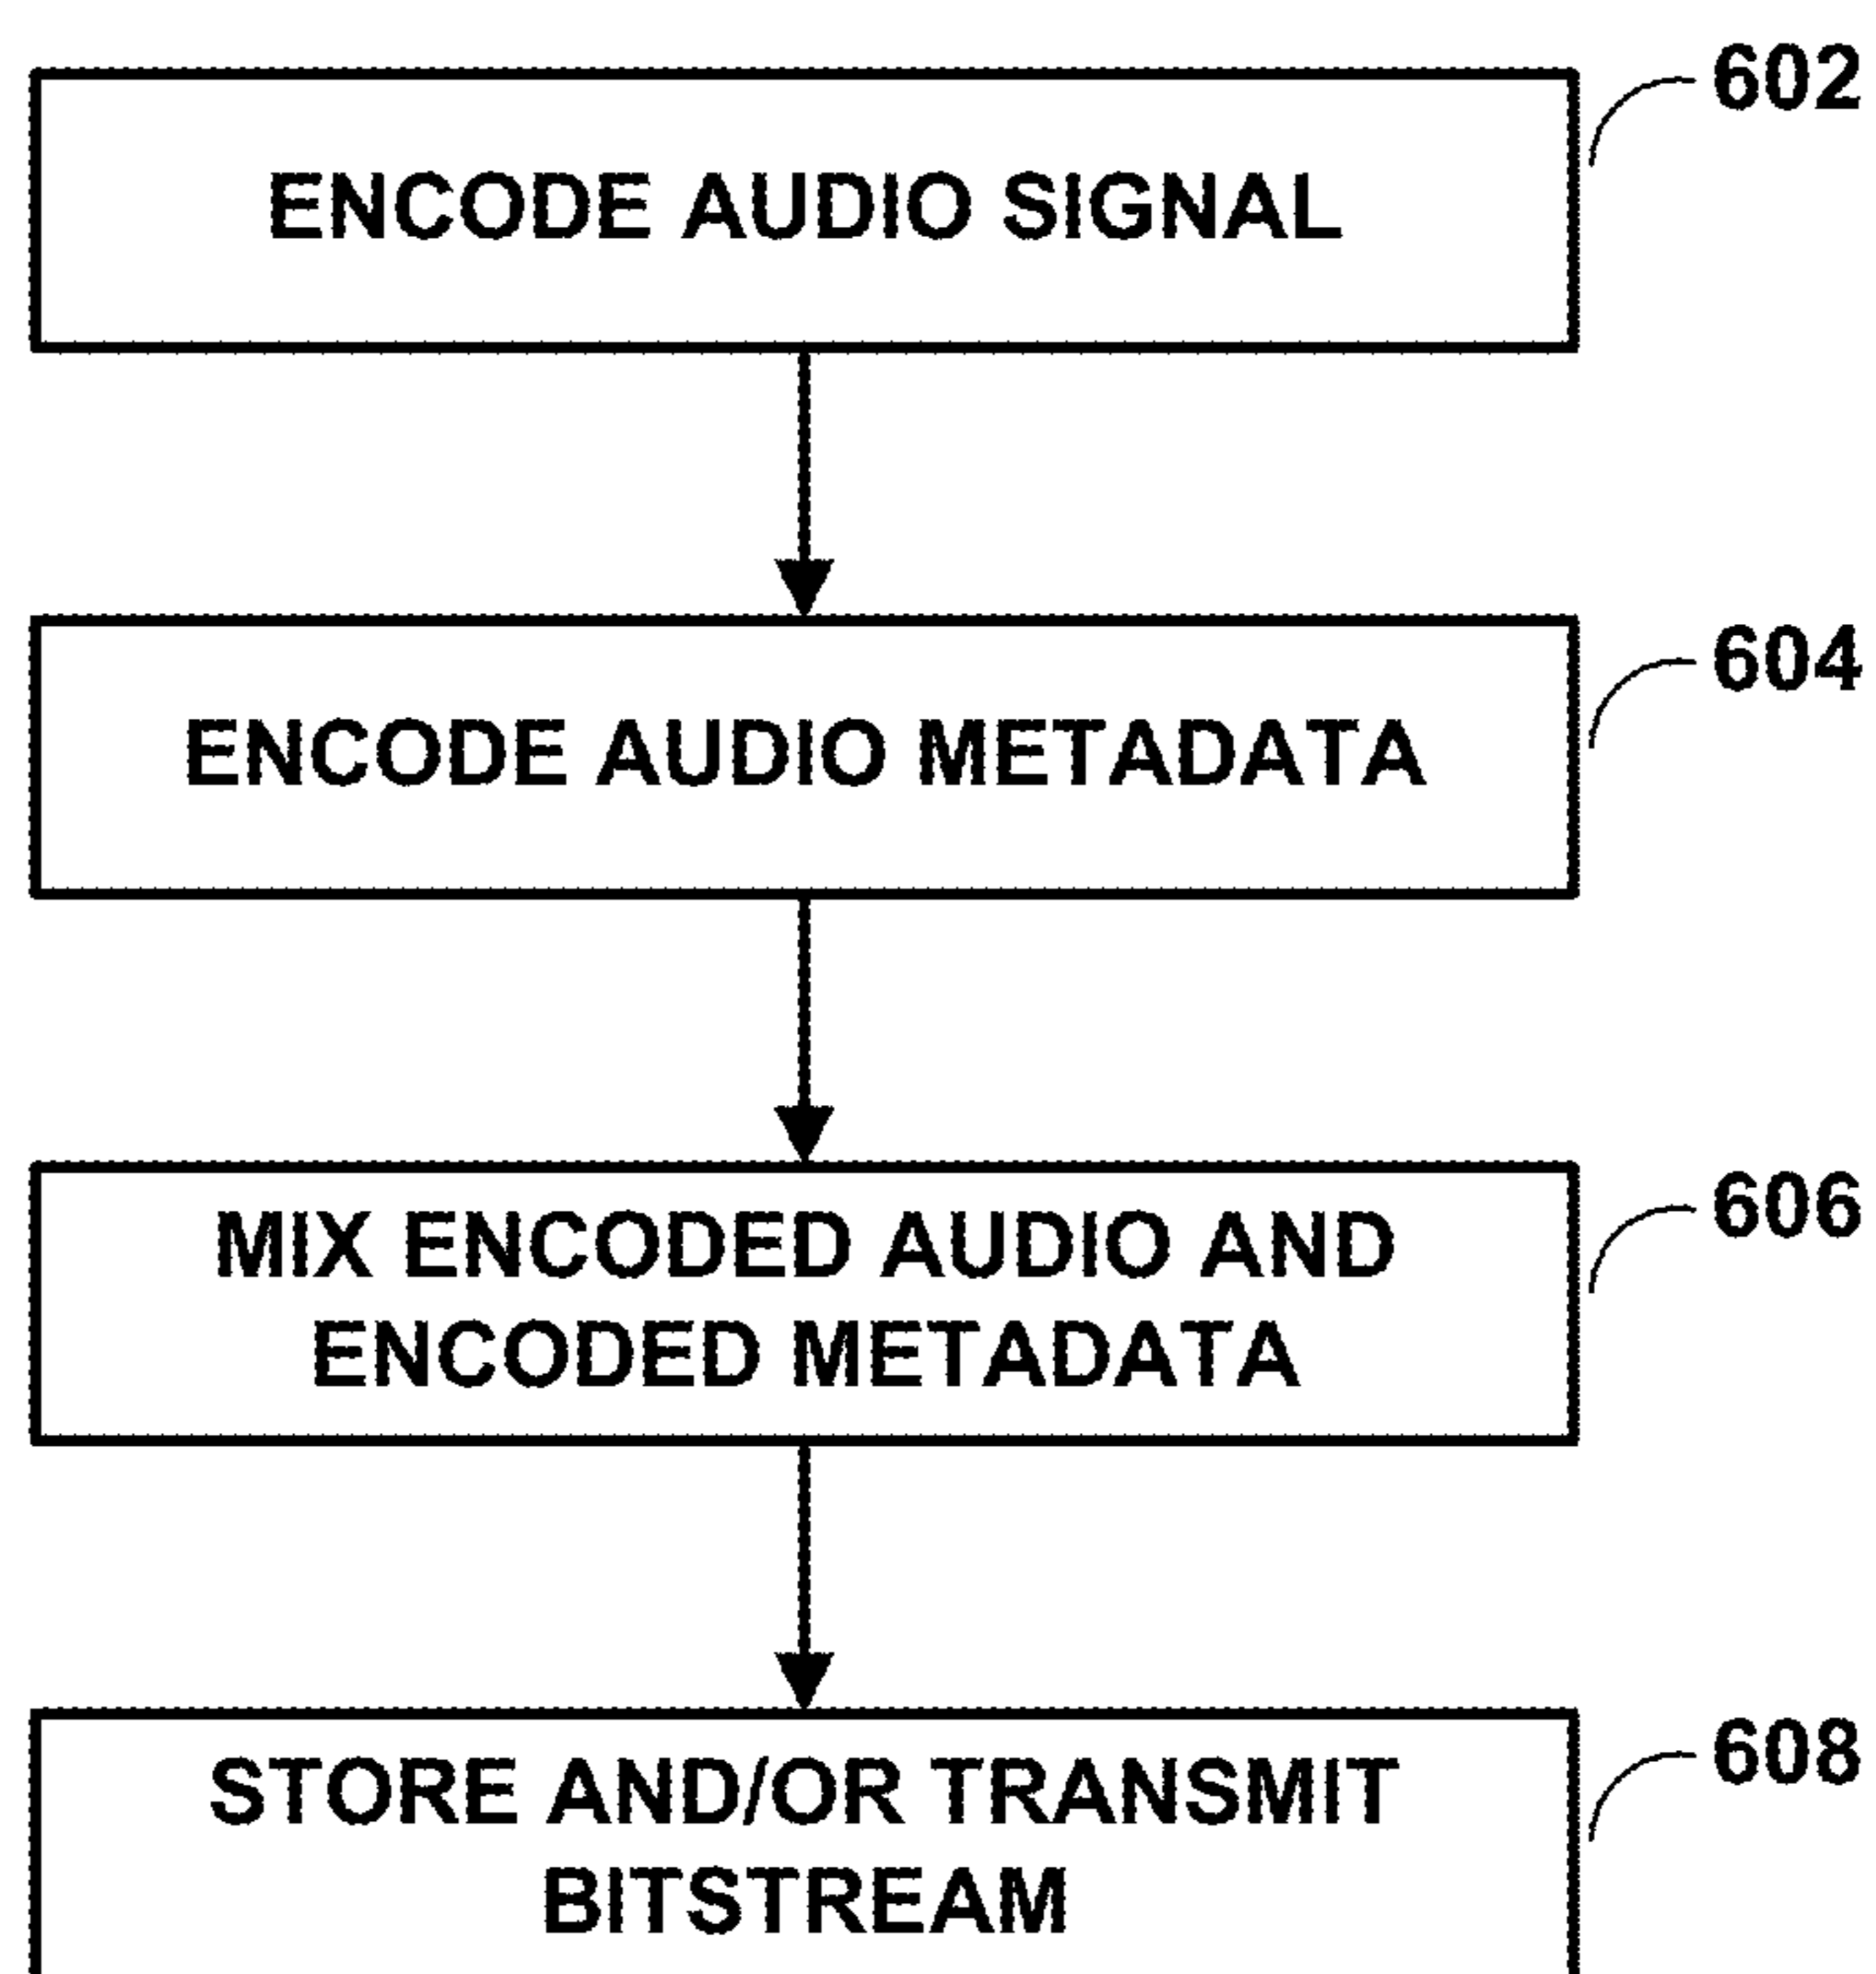 602
ENCODE AUDIO SIGNAL
604
ENCODE AUDIO METADATA
606
MIX ENCODED AUDIO AND
ENCODED METADATA
608
STORE AND/OR TRANSMIT
BITSTREAM